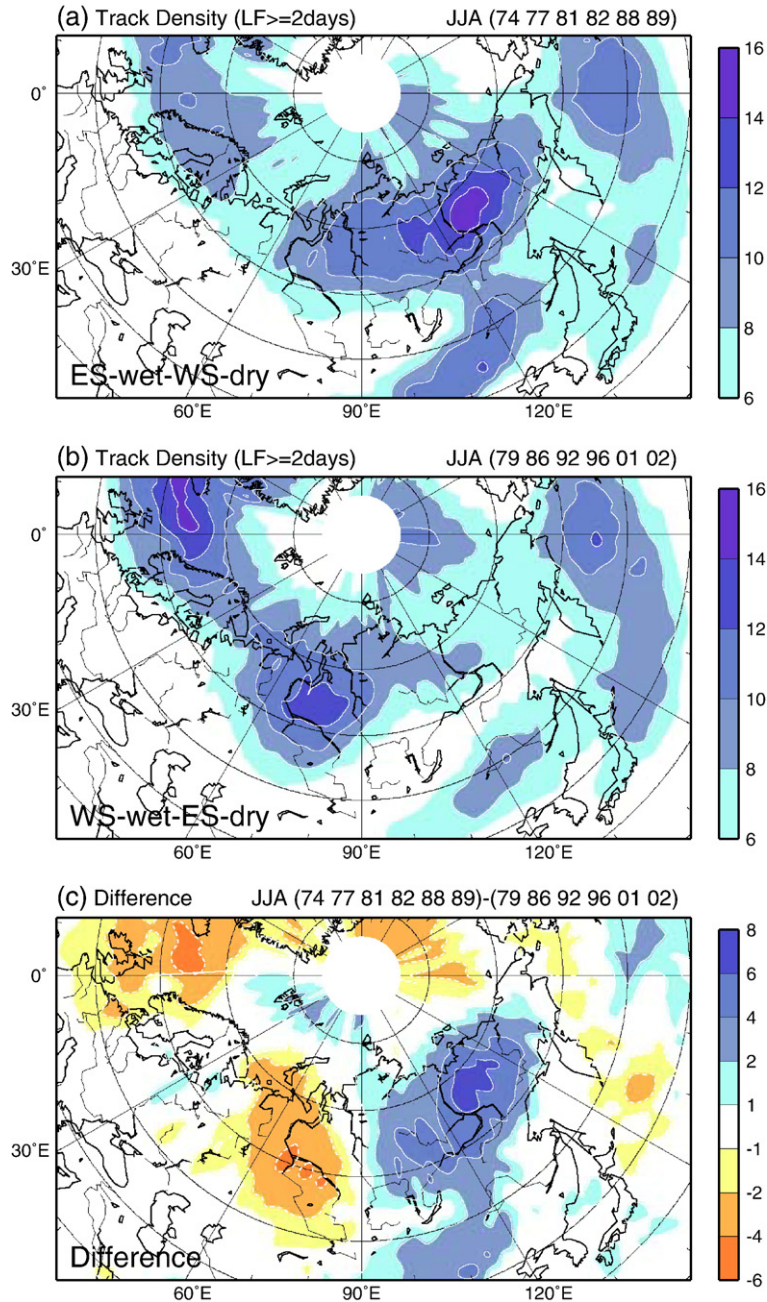 (a) Track Density (LF>=2days) JJA (74 77 81 82 88 89)
16
14
0°
12
10
30°E
8
ES-wet-WS-dry
6
60°E 90°E 120°E
(b) Track Density (LF>=2days) JJA (79 86 92 96 01 02)
16
14
0°
12
10
30°E
8
WS-wet-ES-dry
6
60°E 90°E 120°E
(c) Difference JJA (74 77 81 82 88 89)-(79 86 92 96 01 02)
8
6
0°
4
2
1
-1
30°E
-2
-4
Difference
-6
60°E 90°E 120°E